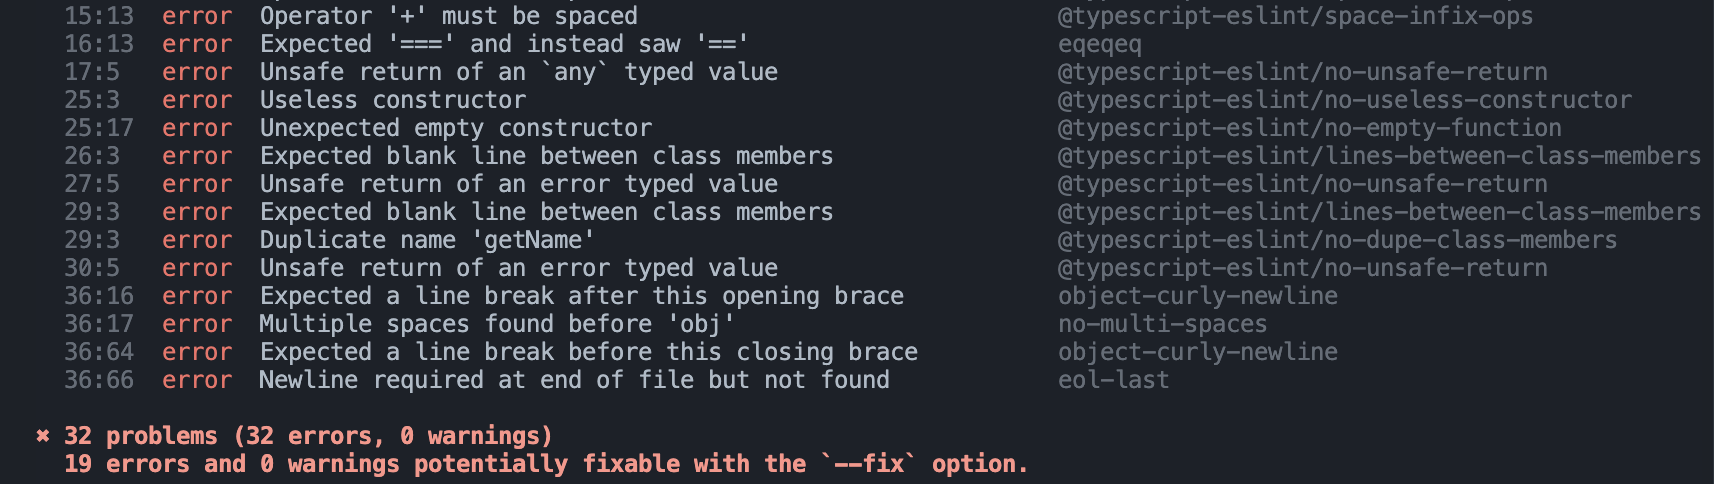 15:13 error Operator '+' must be spaced @typescript-eslint/space-infix-ops
16:13 error Expected '===' and instead saw '==' eqeqeq
17:5 error Unsafe return of an `any` typed value @typescript-eslint/no-unsafe-return
25:3 error Useless constructor @typescript-eslint/no-useless-constructor
25:17 error Unexpected empty constructor @typescript-eslint/no-empty-function
26:3 error Expected blank line between class members @typescript-eslint/lines-between-class-members
27:5 error Unsafe return of an error typed value @typescript-eslint/no-unsafe-return
29:3 error Expected blank line between class members @typescript-eslint/lines-between-class-members
29:3 error Duplicate name 'getName' @typescript-eslint/no-dupe-class-members
30:5 error Unsafe return of an error typed value @typescript-eslint/no-unsafe-return
36:16 error Expected a line break after this opening brace object-curly-newline
36:17 error Multiple spaces found before 'obj' no-multi-spaces
36:64 error Expected a line break before this closing brace object-curly-newline
36:66 error Newline required at end of file but not found eol-last
✖ 32 problems (32 errors, 0 warnings)
19 errors and 0 warnings potentially fixable with the `--fix` option.